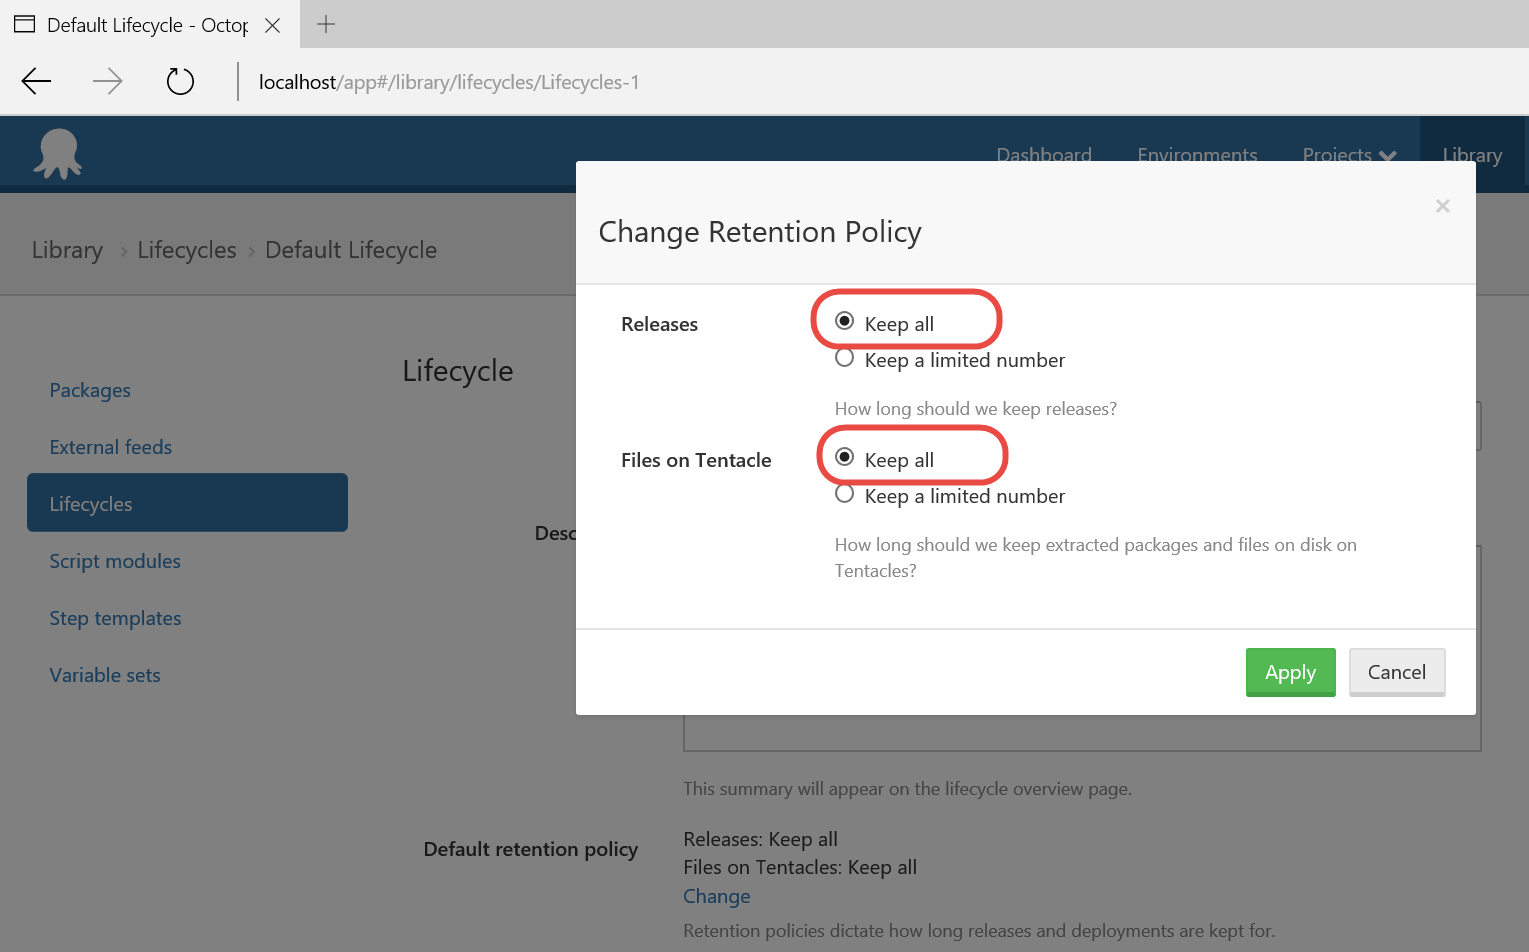 Default Lifecycle - Octop
localhost/app#/library/lifecycles/Lifecycles-1
Dashboard Environments Projects Library
Library › Lifecycles › Default Lifecycle
Change Retention Policy
×
Packages
External feeds
Lifecycles
Script modules
Step templates
Variable sets
Lifecycle
Desc
Releases
Keep all
Keep a limited number
How long should we keep releases?
Files on Tentacle
Keep all
Keep a limited number
How long should we keep extracted packages and files on disk on
Tentacles?
Apply Cancel
This summary will appear on the lifecycle overview page.
Default retention policy
Releases: Keep all
Files on Tentacles: Keep all
Change
Retention policies dictate how long releases and deployments are kept for.